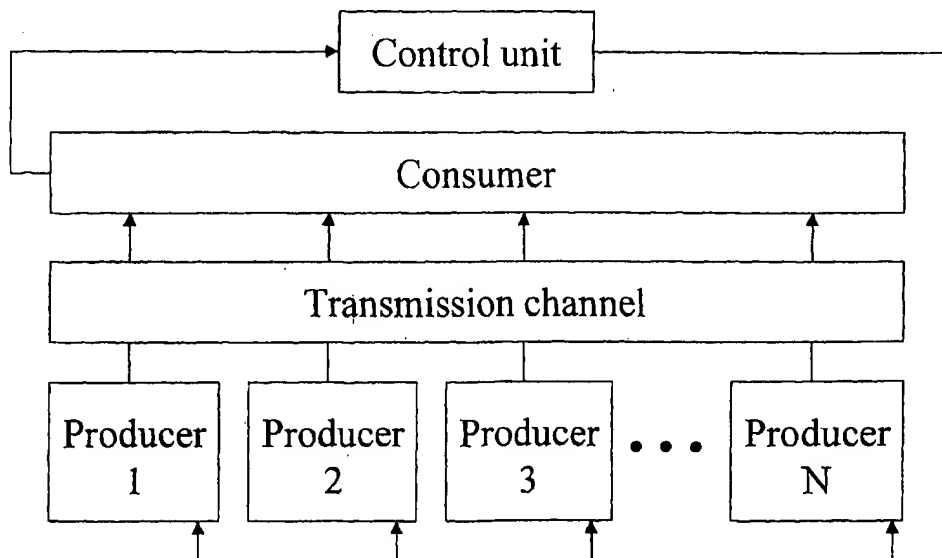 Control unit
Consumer
Transmission channel
Producer
1
Producer
2
Producer
3
Producer
N